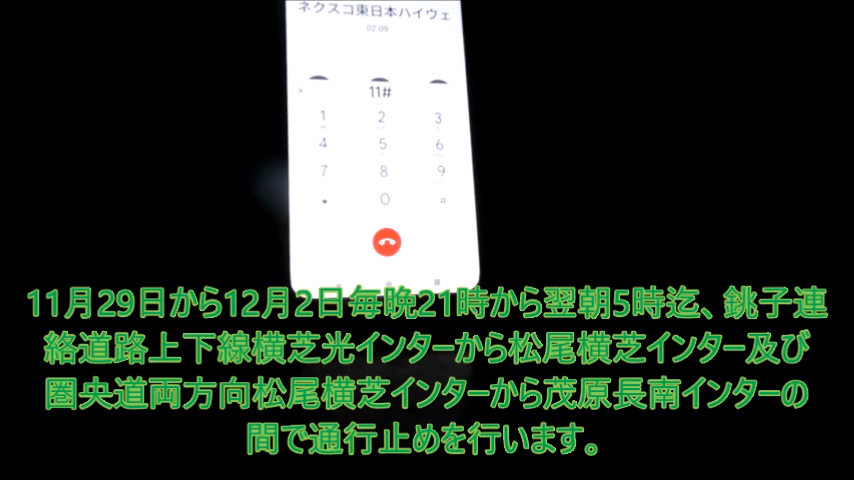 ネクスコ東日本ハイウェ
02:09
11#
1 2 3
4 5 6
7 8 9
* 0 #
11月29日から12月2日毎晩21時から翌朝5時迄、銚子連
絡道路上下線横芝光インターから松尾横芝インター及び
圏央道両方向松尾横芝インターから茂原長南インターの
間で通行止めを行います。